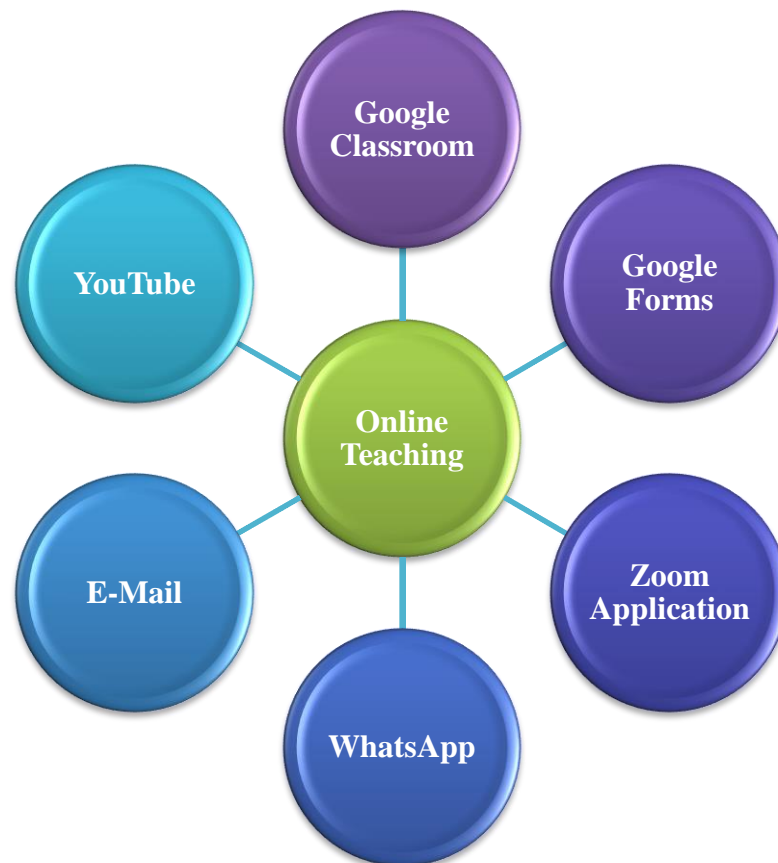 Google
Classroom
Google
Forms
Zoom
Application
WhatsApp
E-Mail
YouTube
Online
Teaching